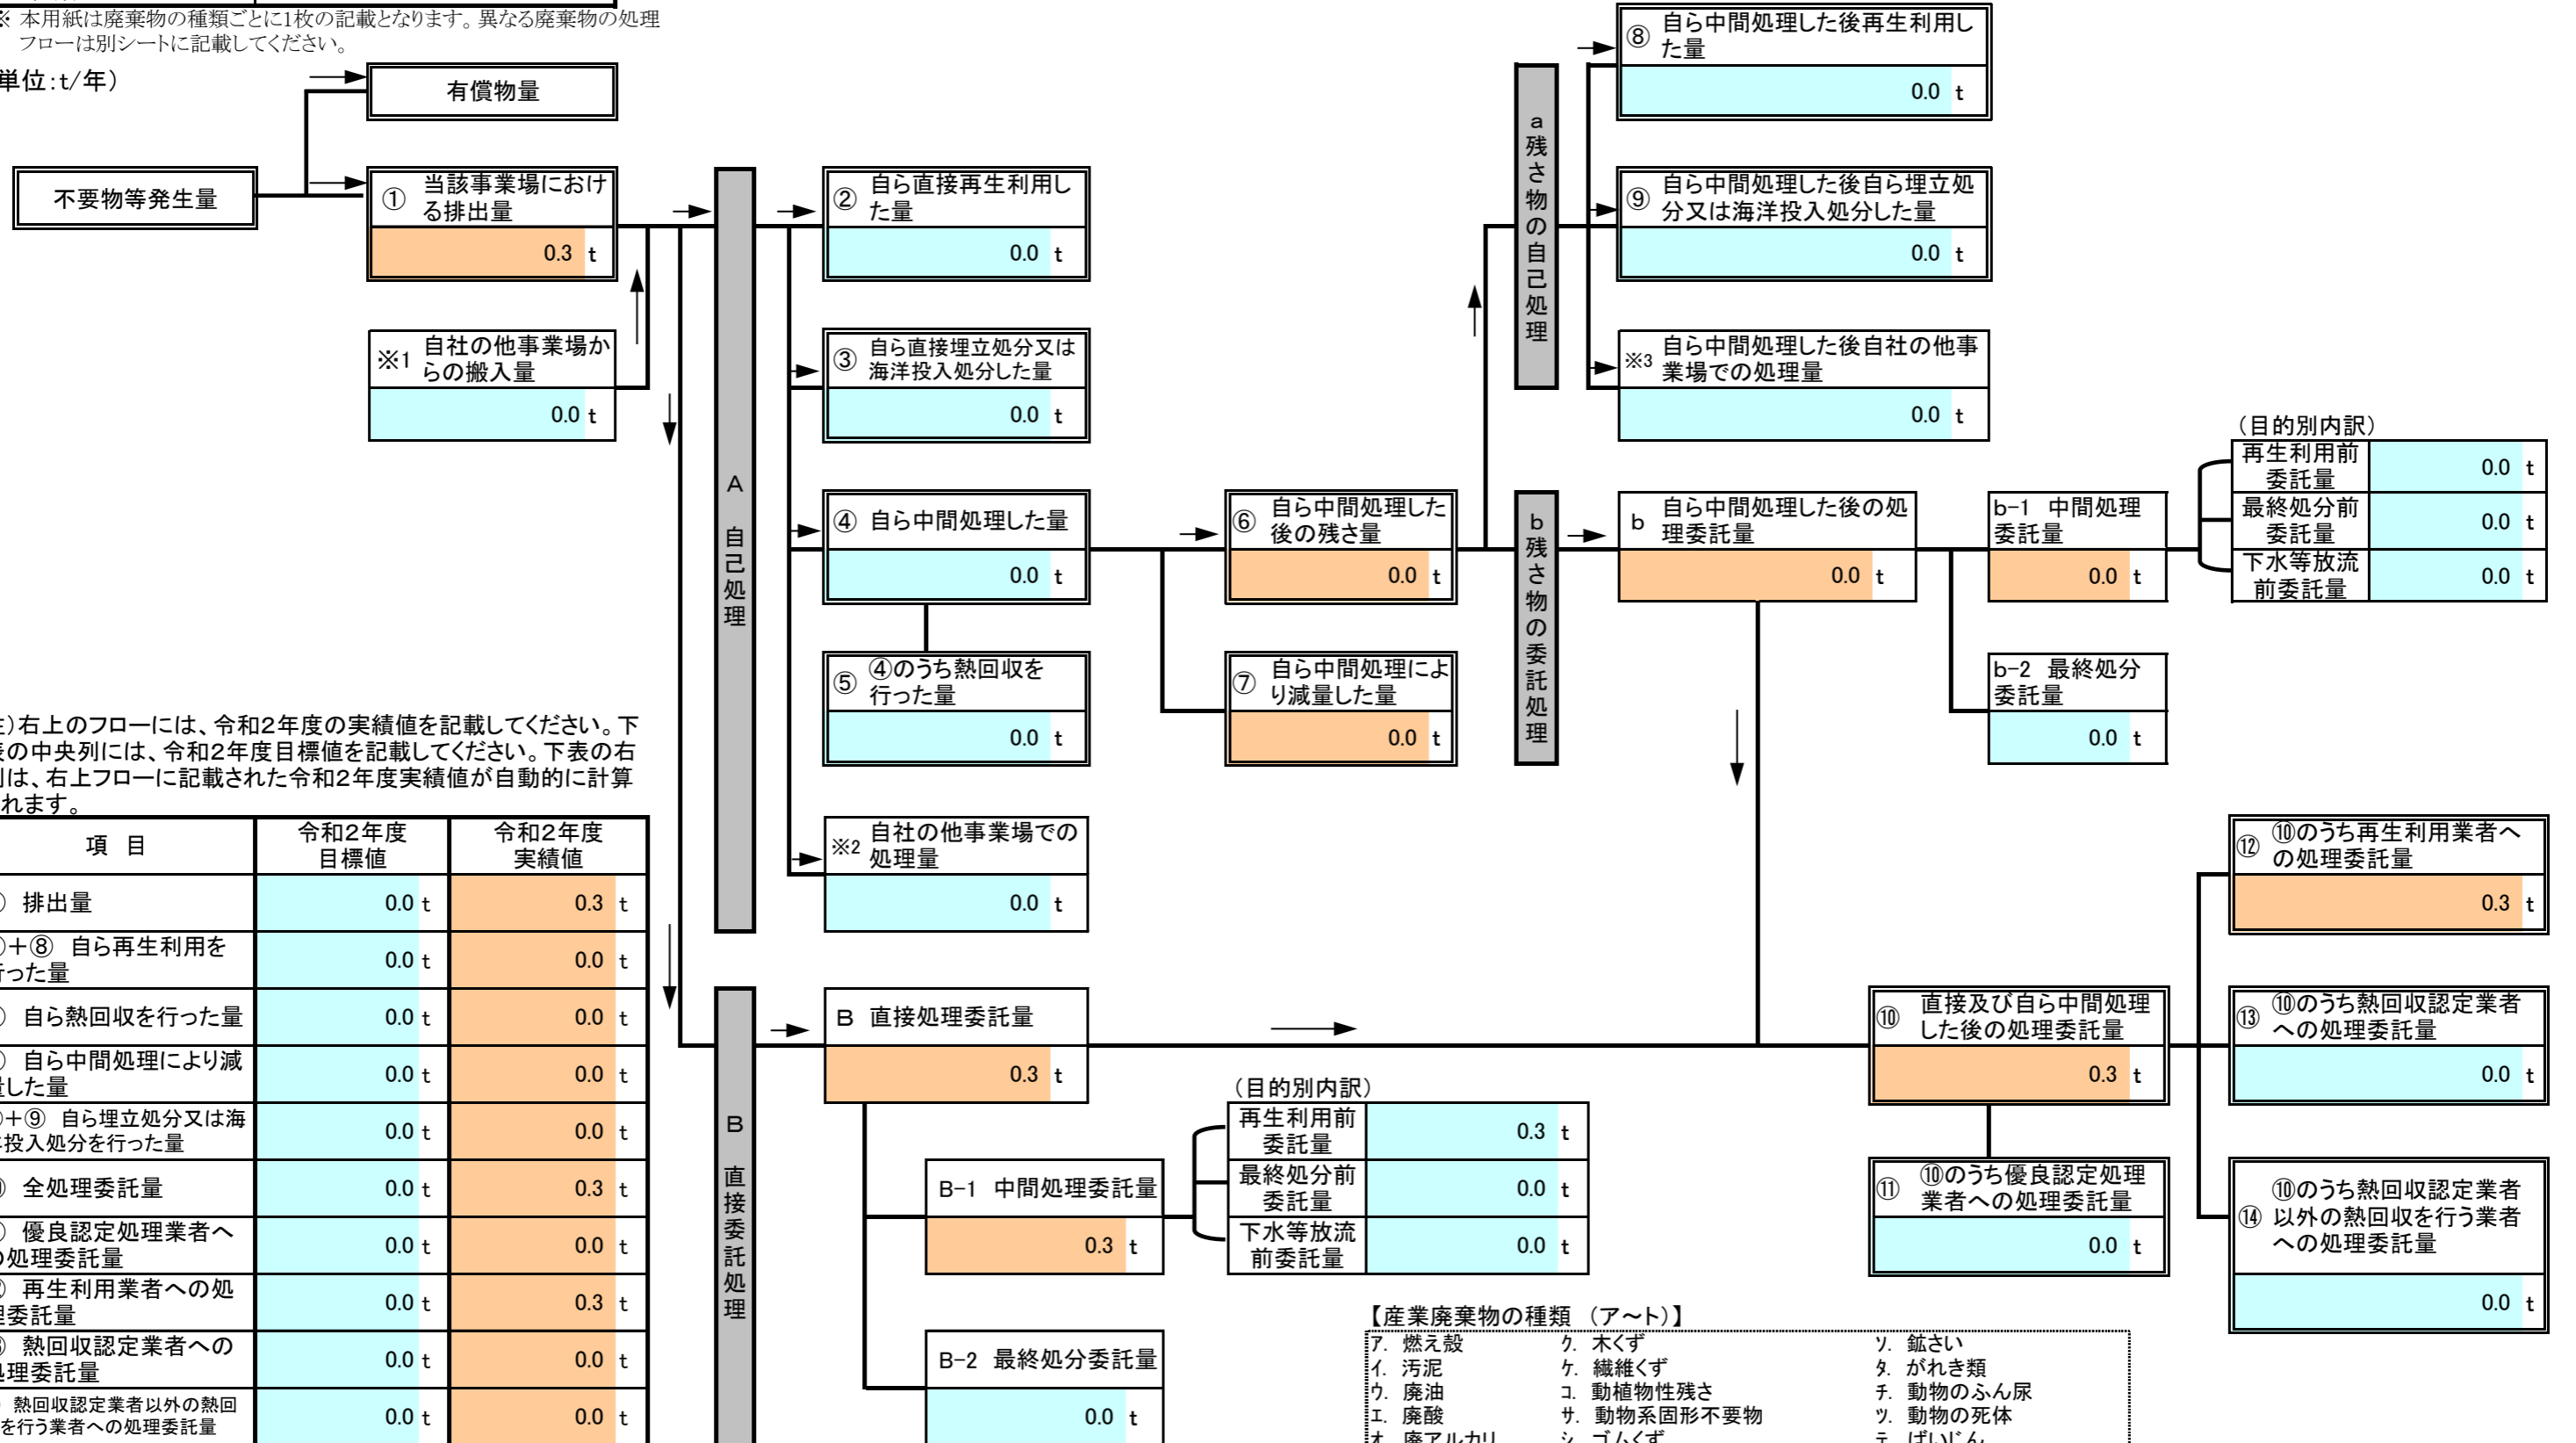 ※ 本用紙は廃棄物の種類ごとに1枚の記載となります。異なる廃棄物の処理
フローは別シートに記載してください。
単位：t/年）
有償物量
不要物等発生量
① 当該事業場におけ
る排出量
0.3 t
※1 自社の他事業場か
らの搬入量
0.0 t
A 自己処理
② 自ら直接再生利用し
た量
0.0 t
③ 自ら直接埋立処分又は
海洋投入処分した量
0.0 t
④ 自ら中間処理した量
0.0 t
⑤ ④のうち熱回収を
行った量
0.0 t
※2 自社の他事業場での
処理量
0.0 t
⑥ 自ら中間処理した
後の残さ量
0.0 t
⑦ 自ら中間処理によ
り減量した量
0.0 t
a残さ物の自己処理
⑧ 自ら中間処理した後再生利用し
た量
0.0 t
⑨ 自ら中間処理した後自ら埋立処
分又は海洋投入処分した量
0.0 t
※3 自ら中間処理した後自社の他事
業場での処理量
0.0 t
b残さ物の委託処理
b 自ら中間処理した後の処
理委託量
0.0 t
b-1 中間処理
委託量
0.0 t
b-2 最終処分
委託量
0.0 t
（目的別内訳）
再生利用前
委託量
0.0 t
最終処分前
委託量
0.0 t
下水等放流
前委託量
0.0 t
）右上のフローには、令和2年度の実績値を記載してください。下
表の中央列には、令和2年度目標値を記載してください。下表の右
列は、右上フローに記載された令和2年度実績値が自動的に計算
れます。
項 目 令和2年度
目標値 令和2年度
実績値
排出量 0.0 t 0.3 t
＋⑧ 自ら再生利用を
行った量 0.0 t 0.0 t
自ら熱回収を行った量 0.0 t 0.0 t
自ら中間処理により減
量した量 0.0 t 0.0 t
＋⑨ 自ら埋立処分又は海
洋投入処分を行った量 0.0 t 0.0 t
全処理委託量 0.0 t 0.3 t
優良認定処理業者へ
の処理委託量 0.0 t 0.0 t
再生利用業者への処
理委託量 0.0 t 0.3 t
熱回収認定業者への
処理委託量 0.0 t 0.0 t
熱回収認定業者以外の熱回
を行う業者への処理委託量 0.0 t 0.0 t
B 直接委託処理
B 直接処理委託量
0.3 t
B-1 中間処理委託量
0.3 t
B-2 最終処分委託量
0.0 t
（目的別内訳）
再生利用前
委託量
0.3 t
最終処分前
委託量
0.0 t
下水等放流
前委託量
0.0 t
⑩ 直接及び自ら中間処理
した後の処理委託量
0.3 t
⑪ ⑩のうち優良認定処理
業者への処理委託量
0.0 t
⑫ ⑩のうち再生利用業者へ
の処理委託量
0.3 t
⑬ ⑩のうち熱回収認定業者
への処理委託量
0.0 t
⑭ ⑩のうち熱回収認定業者
以外の熱回収を行う業者
への処理委託量
0.0 t
【産業廃棄物の種類 （ア～ト）】
ア. 燃え殻 ク. 木くず ソ. 鉱さい
イ. 汚泥 ケ. 繊維くず タ. がれき類
ウ. 廃油 コ. 動植物性残さ チ. 動物のふん尿
エ. 廃酸 サ. 動物系固形不要物 ツ. 動物の死体
オ. 廃アルカリ シ. ゴムくず テ. ばいじん